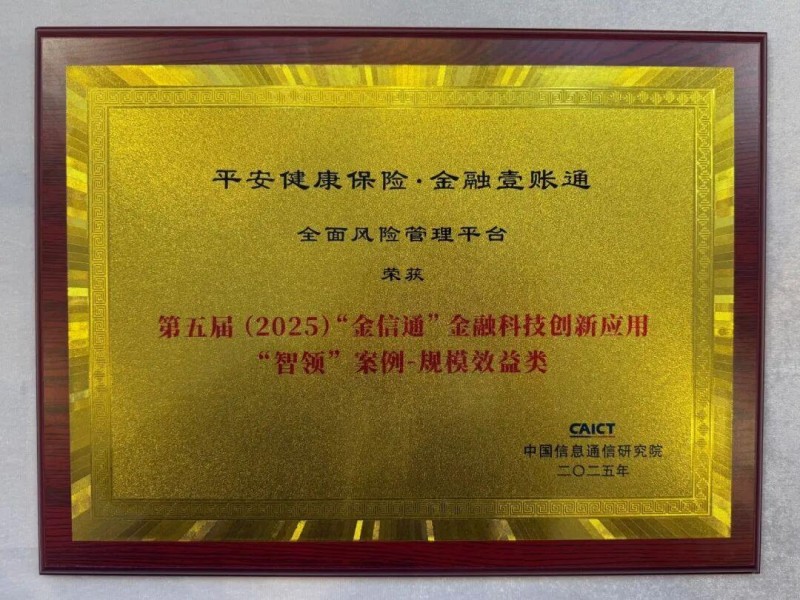 平安健康保险·金融壹账通
全面风险管理平台
荣获
第五届（2025）“金信通”金融科技创新应用
“智领”案例-规模效益类
CAICT
中国信息通信研究院
二〇二五年